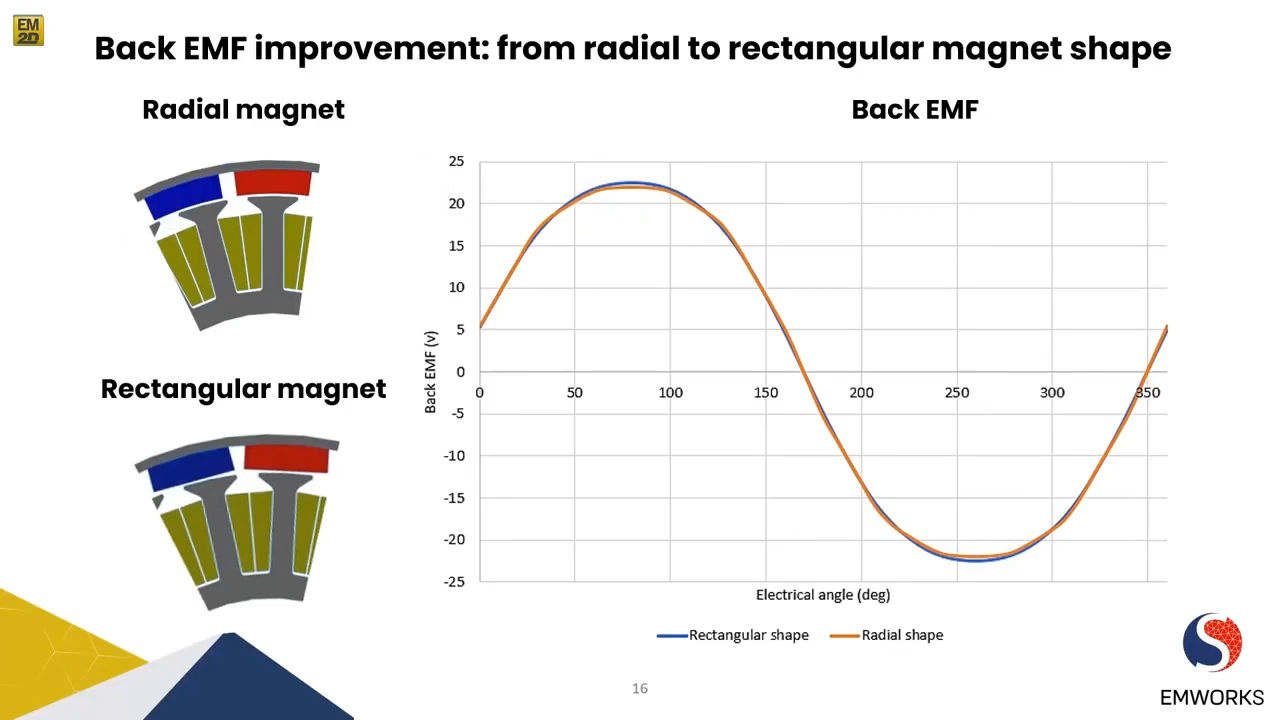 EM
2D
Back EMF improvement: from radial to rectangular magnet shape
Radial magnet
Back EMF
Rectangular magnet
25
20
15
10
5
0
-5
-10
-15
-20
-25
Back EMF (v)
0 50 100 150 200 250 300 350
Electrical angle (deg)
Rectangular shape Radial shape
16
EMWORKS